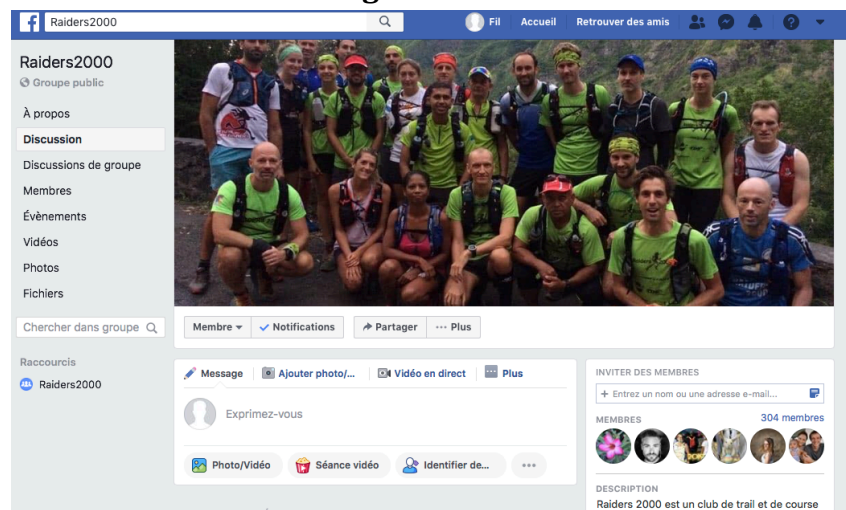 Raiders2000
Fil Accueil Retrouver des amis
Raiders2000
Groupe public
À propos
Discussion
Discussions de groupe
Membres
Évènements
Vidéos
Photos
Fichiers
Chercher dans groupe
Raccourcis
Raiders2000
Membre Notifications Partager ••• Plus
Message Ajouter photo/... Vidéo en direct Plus
Exprimez-vous
Photo/Vidéo Séance vidéo Identifier de... •••
INVITER DES MEMBRES
+ Entrez un nom ou une adresse e-mail...
MEMBRES 304 membres
DESCRIPTION
Raiders 2000 est un club de trail et de course